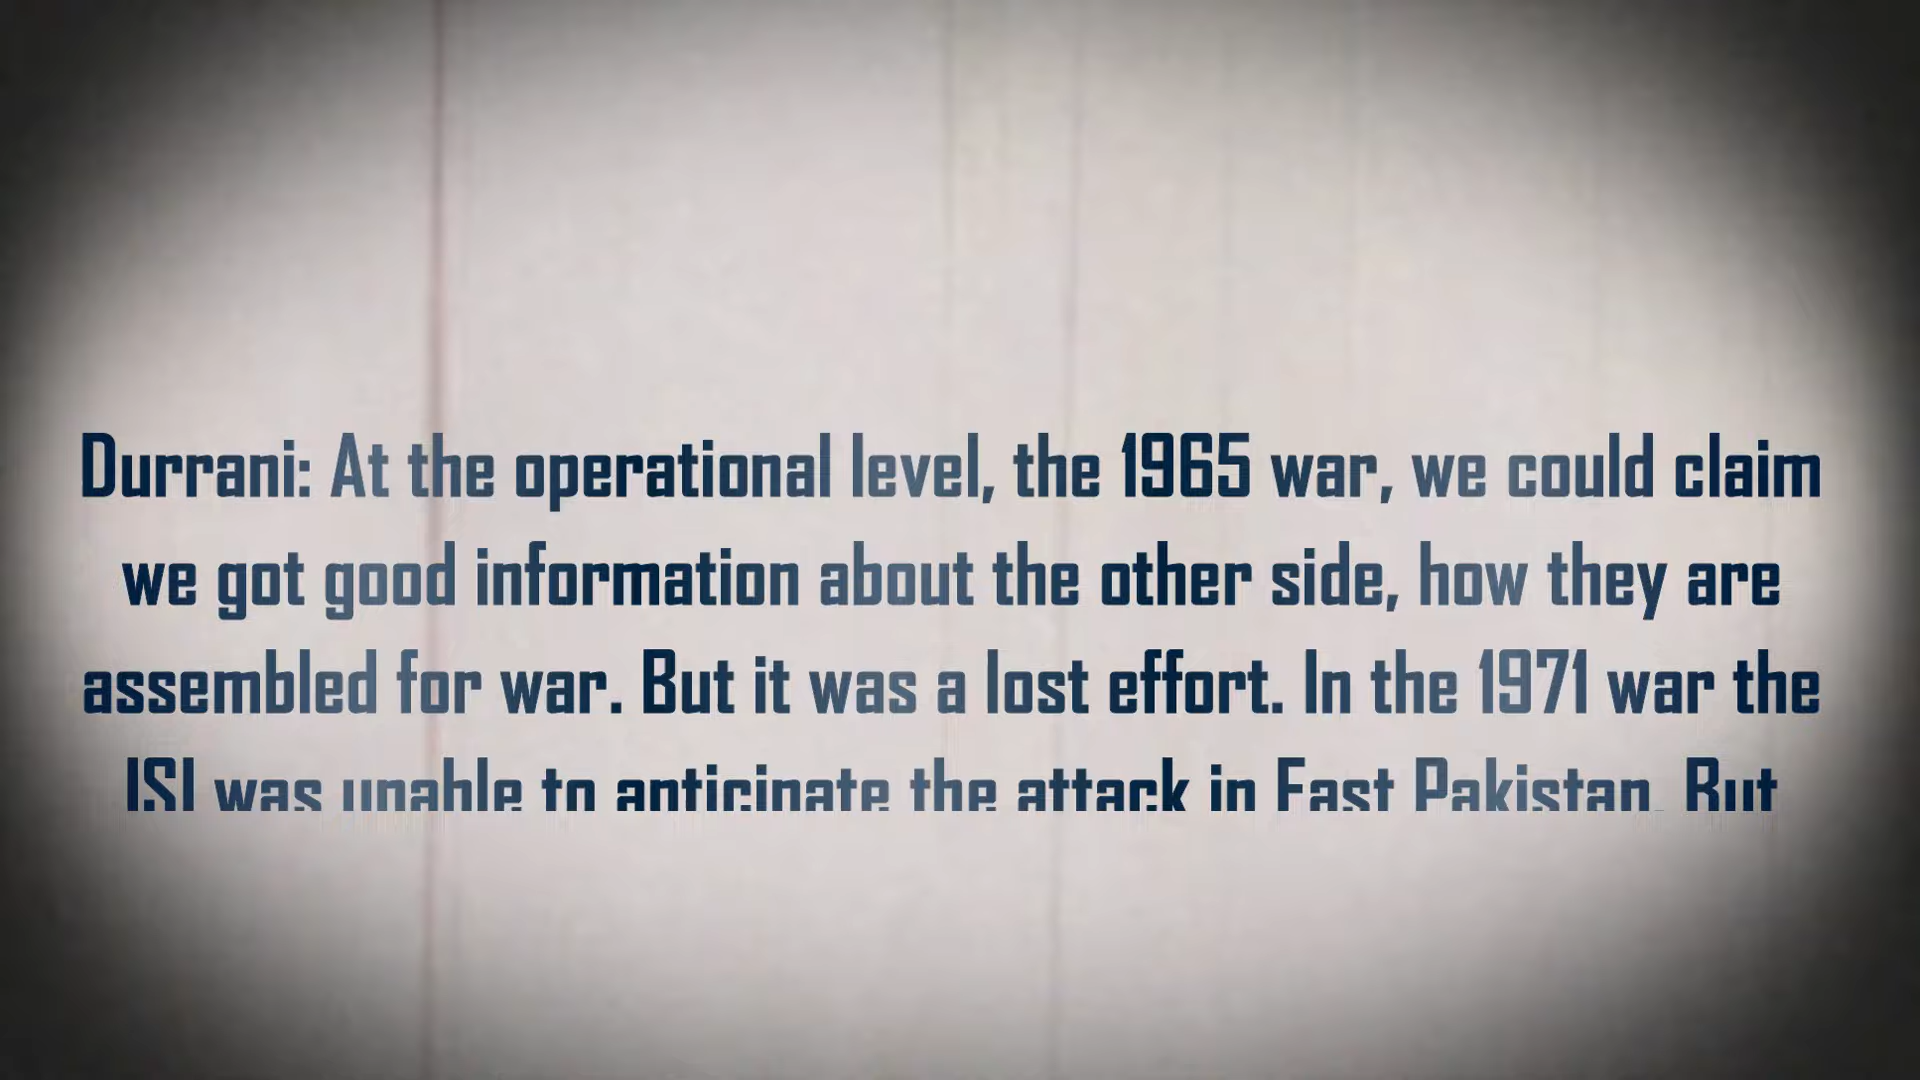 Durrani: At the operational level, the 1965 war, we could claim
we got good information about the other side, how they are
assembled for war. But it was a lost effort. In the 1971 war the
ISI was unable to anticipate the attack in East Pakistan. But